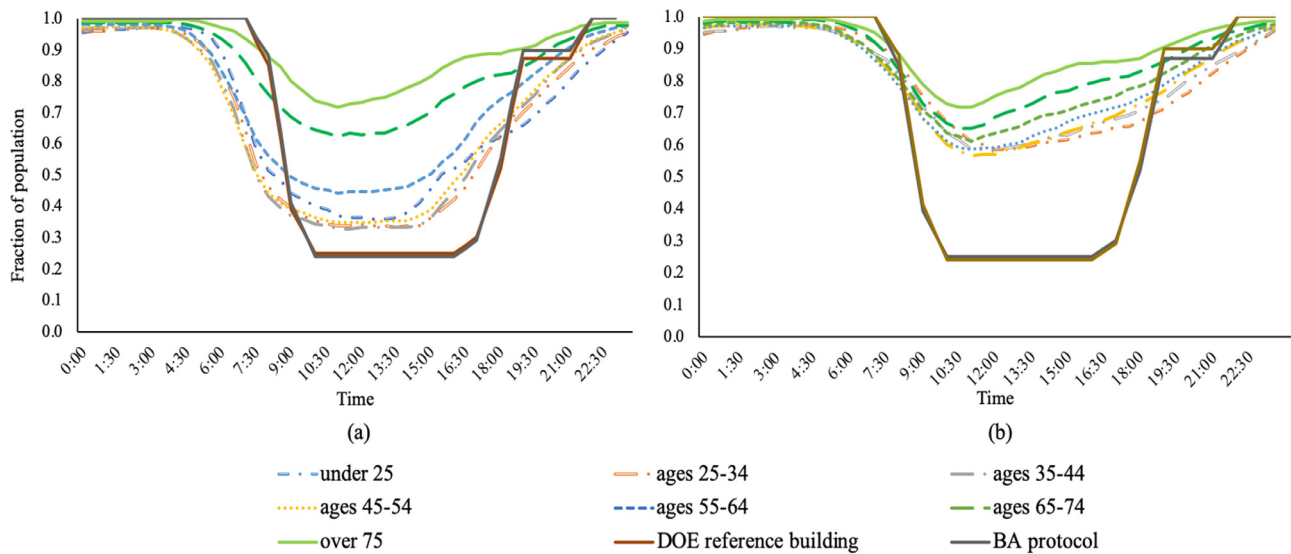 1.0
0.9
0.8
0.7
0.6
0.5
0.4
0.3
0.2
0.1
0.0
Fraction of population
0:00 1:30 3:00 4:30 6:00 7:30 9:00 10:30 12:00 13:30 15:00 16:30 18:00 19:30 21:00 22:30
Time
(a)
1.0
0.9
0.8
0.7
0.6
0.5
0.4
0.3
0.2
0.1
0.0
0:00 1:30 3:00 4:30 6:00 7:30 9:00 10:30 12:00 13:30 15:00 16:30 18:00 19:30 21:00 22:30
Time
(b)
under 25 ages 25-34 ages 35-44
ages 45-54 ages 55-64 ages 65-74
over 75 DOE reference building BA protocol